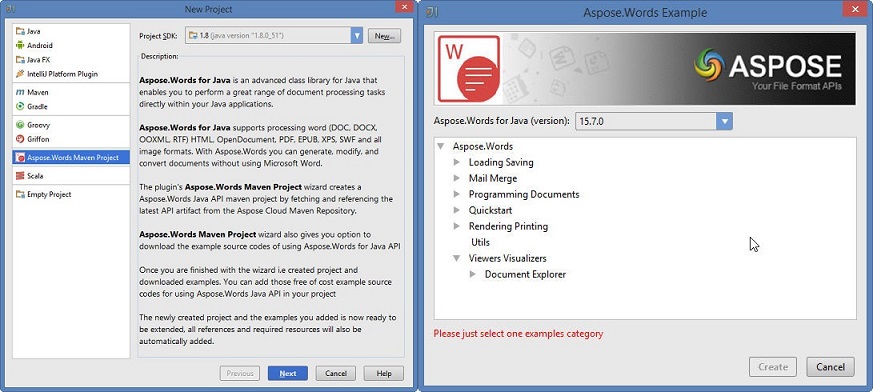 New Project
Java
Android
Java FX
IntelliJ Platform Plugin
Maven
Gradle
Groovy
Griffon
Aspose.Words Maven Project
Scala
Empty Project
Project SDK: 1.8 (java version "1.8.0_51") New...
Description:
Aspose.Words for Java is an advanced class library for Java that
enables you to perform a great range of document processing tasks
directly within your Java applications.
Aspose.Words for Java supports processing word (DOC, DOCX,
OOXML, RTF) HTML, OpenDocument, PDF, EPUB, XPS, SWF and all
image formats. With Aspose.Words you can generate, modify, and
convert documents without using Microsoft Word.
The plugin's Aspose.Words Maven Project wizard creates a
Aspose.Words Java API maven project by fetching and referencing the
latest API artifact from the Aspose Cloud Maven Repository.
Aspose.Words Maven Project wizard also gives you option to
download the example source codes of using Aspose.Words for Java API
Once you are finished with the wizard i.e created project and
downloaded examples. You can add those free of cost example source
codes for using Aspose.Words Java API in your project
The newly created project and the examples you added is now ready to
be extended, all references and required resources will also be
automatically added.
Previous Next Cancel Help
Aspose.Words Example
W
ASPOSE
Your File Format APIs
Aspose.Words for Java (version): 15.7.0
Aspose.Words
Loading Saving
Mail Merge
Programming Documents
Quickstart
Rendering Printing
Utils
Viewers Visualizers
Document Explorer
Please just select one examples category
Create Cancel